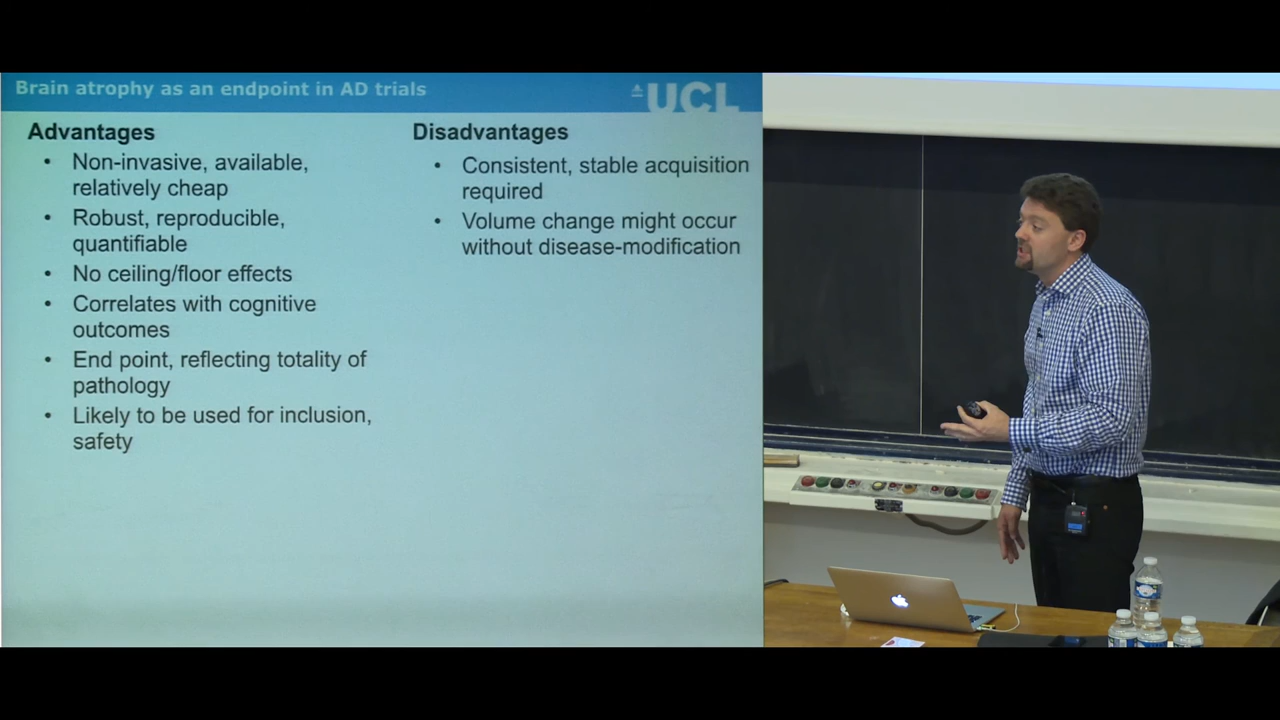 Brain atrophy as an endpoint in AD trials
UCL
Advantages
• Non-invasive, available,
relatively cheap
• Robust, reproducible,
quantifiable
• No ceiling/floor effects
• Correlates with cognitive
outcomes
• End point, reflecting totality of
pathology
• Likely to be used for inclusion,
safety
Disadvantages
• Consistent, stable acquisition
required
• Volume change might occur
without disease-modification